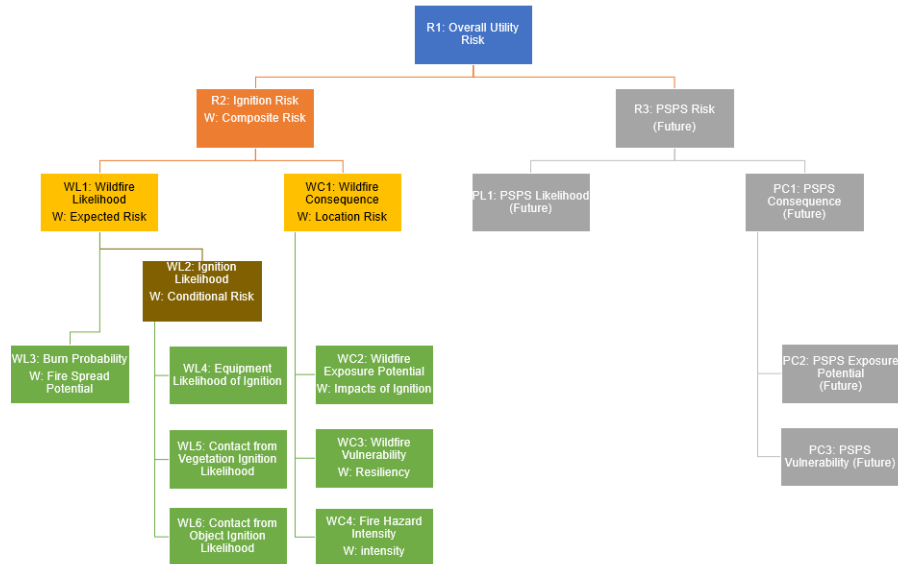 R1: Overall Utility
Risk
R2: Ignition Risk
W: Composite Risk
R3: PSPS Risk
(Future)
WL1: Wildfire
Likelihood
W: Expected Risk
WC1: Wildfire
Consequence
W: Location Risk
PL1: PSPS Likelihood
(Future)
PC1: PSPS
Consequence
(Future)
WL2: Ignition
Likelihood
W: Conditional Risk
WL3: Burn Probability
W: Fire Spread
Potential
WL4: Equipment
Likelihood of Ignition
WC2: Wildfire
Exposure Potential
W: Impacts of Ignition
PC2: PSPS Exposure
Potential
(Future)
WL5: Contact from
Vegetation Ignition
Likelihood
WC3: Wildfire
Vulnerability
W: Resiliency
PC3: PSPS
Vulnerability (Future)
WL6: Contact from
Object Ignition
Likelihood
WC4: Fire Hazard
Intensity
W: intensity